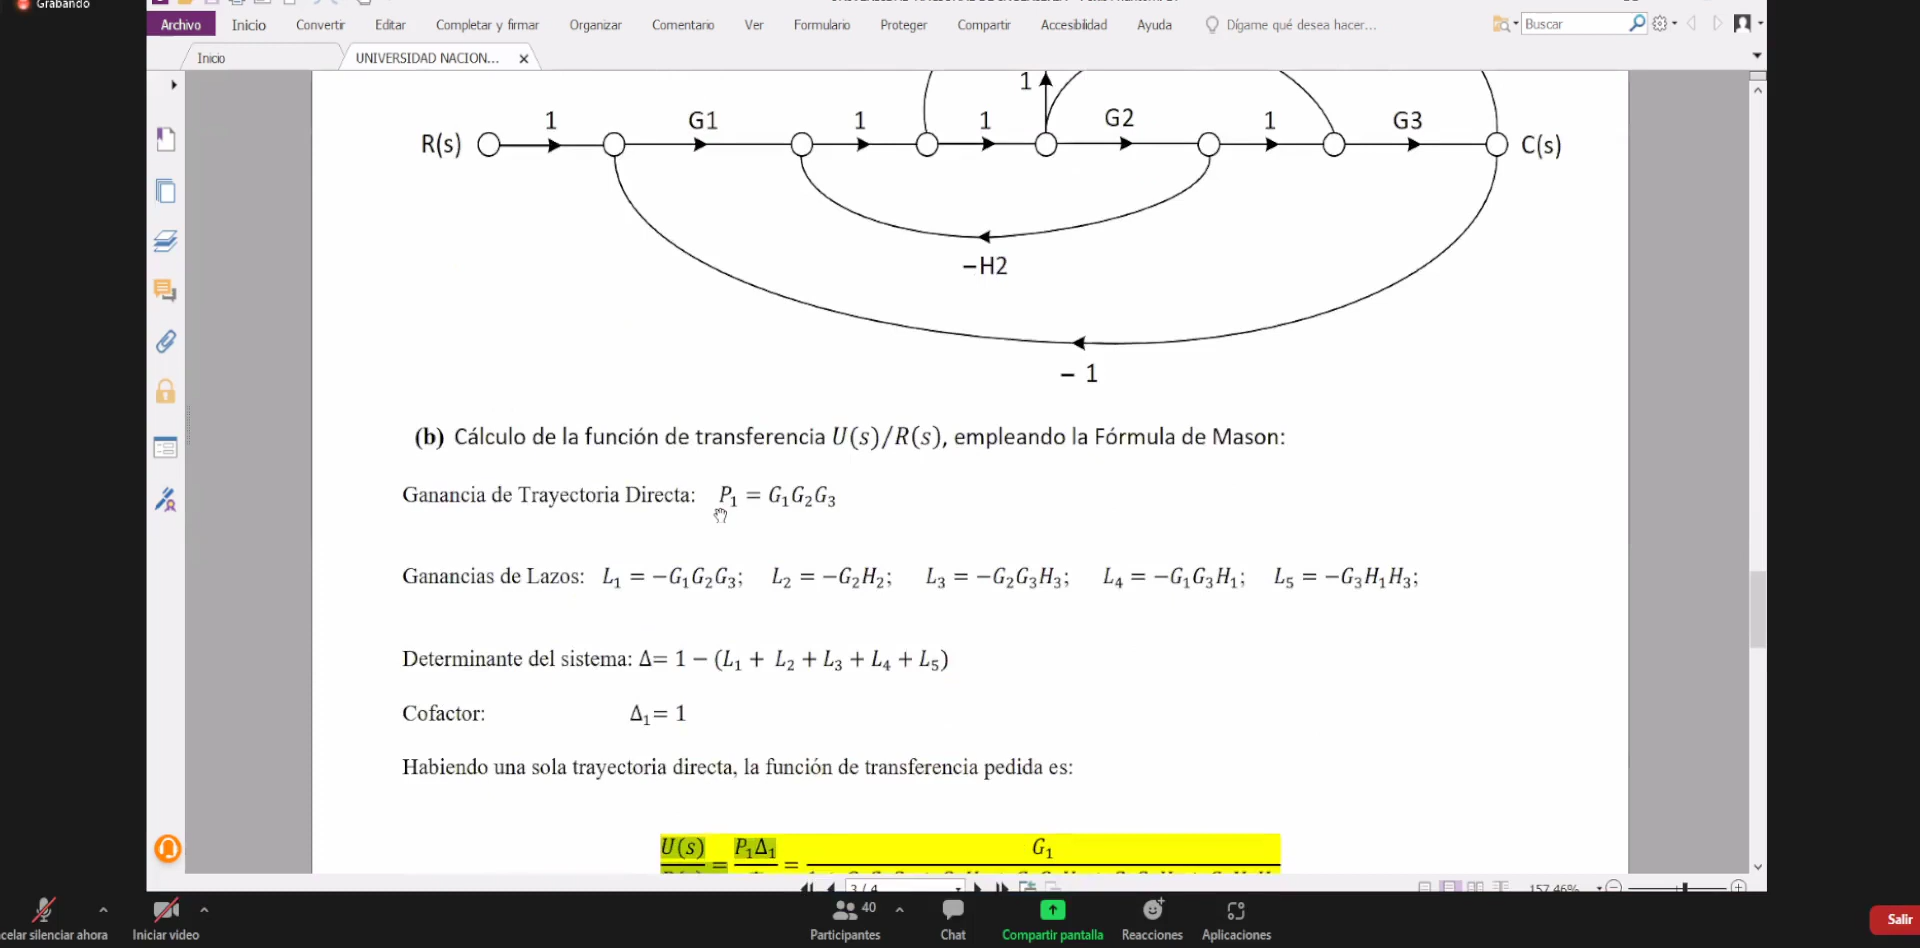 Grabando
Archivo Inicio Convertir Editar Completar y firmar Organizar Comentario Ver Formulario Proteger Compartir Accesibilidad Ayuda Dígame qué desea hacer... Buscar
Inicio UNIVERSIDAD NACION... ×
1
R(s) 1 G1 1 1 G2 1 G3 C(s)
−H2
− 1
(b) Cálculo de la función de transferencia U(s)/R(s), empleando la Fórmula de Mason:
Ganancia de Trayectoria Directa: P₁ = G₁G₂G₃
Ganancias de Lazos: L₁ = −G₁G₂G₃; L₂ = −G₂H₂; L₃ = −G₂G₃H₃; L₄ = −G₁G₃H₁; L₅ = −G₃H₁H₃;
Determinante del sistema: Δ= 1 − (L₁ + L₂ + L₃ + L₄ + L₅)
Cofactor: Δ₁= 1
Habiendo una sola trayectoria directa, la función de transferencia pedida es:
U(s) = P₁Δ₁ = G₁
3 / 4 157,46%
celar silenciar ahora Iniciar video Participantes 40 Chat Compartir pantalla Reacciones Aplicaciones Salir